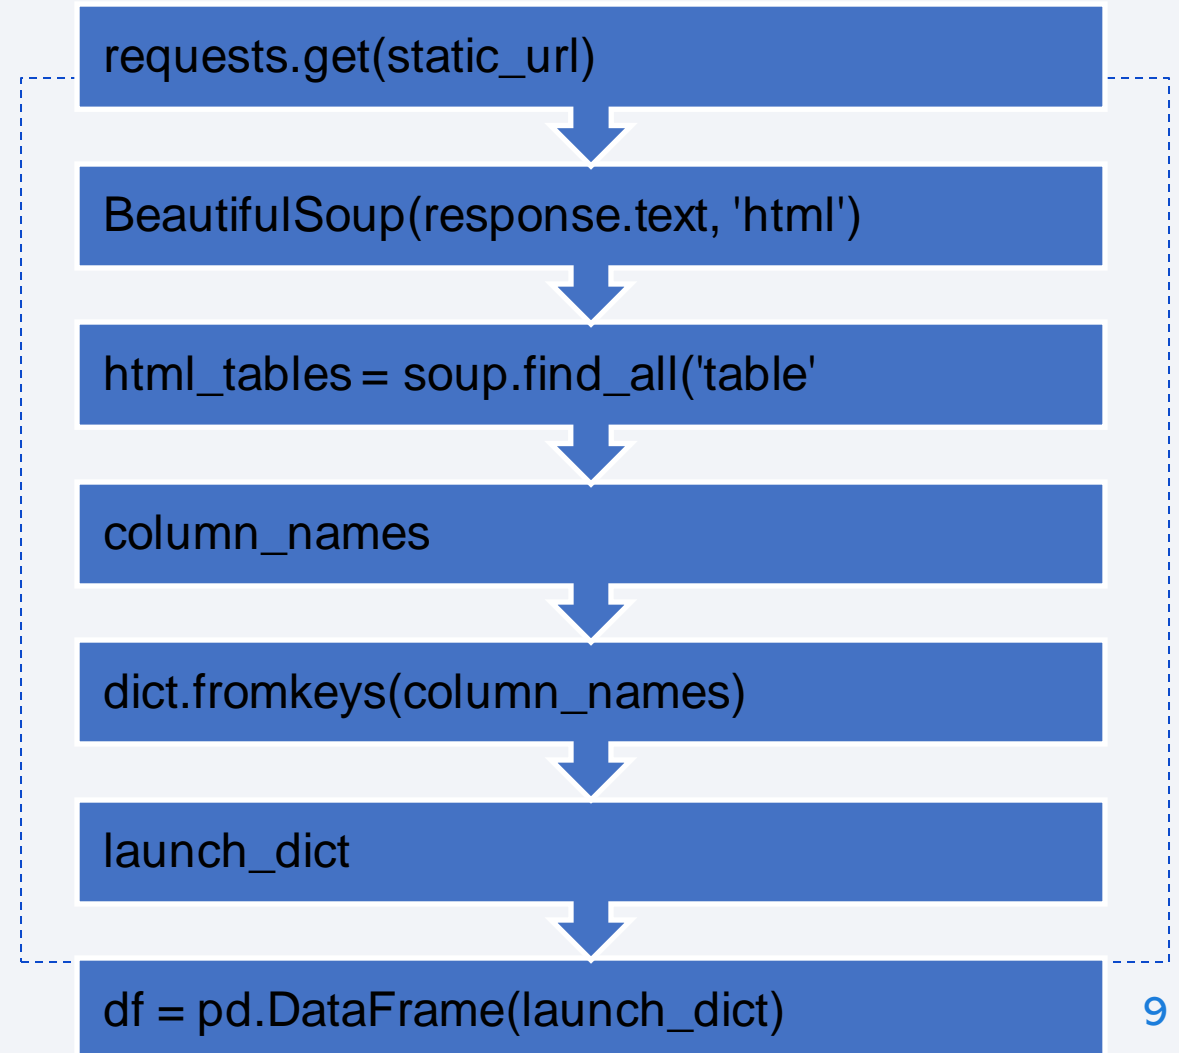 requests.get(static_url)
BeautifulSoup(response.text, 'html')
html_tables = soup.find_all('table'
column_names
dict.fromkeys(column_names)
launch_dict
df = pd.DataFrame(launch_dict)
9